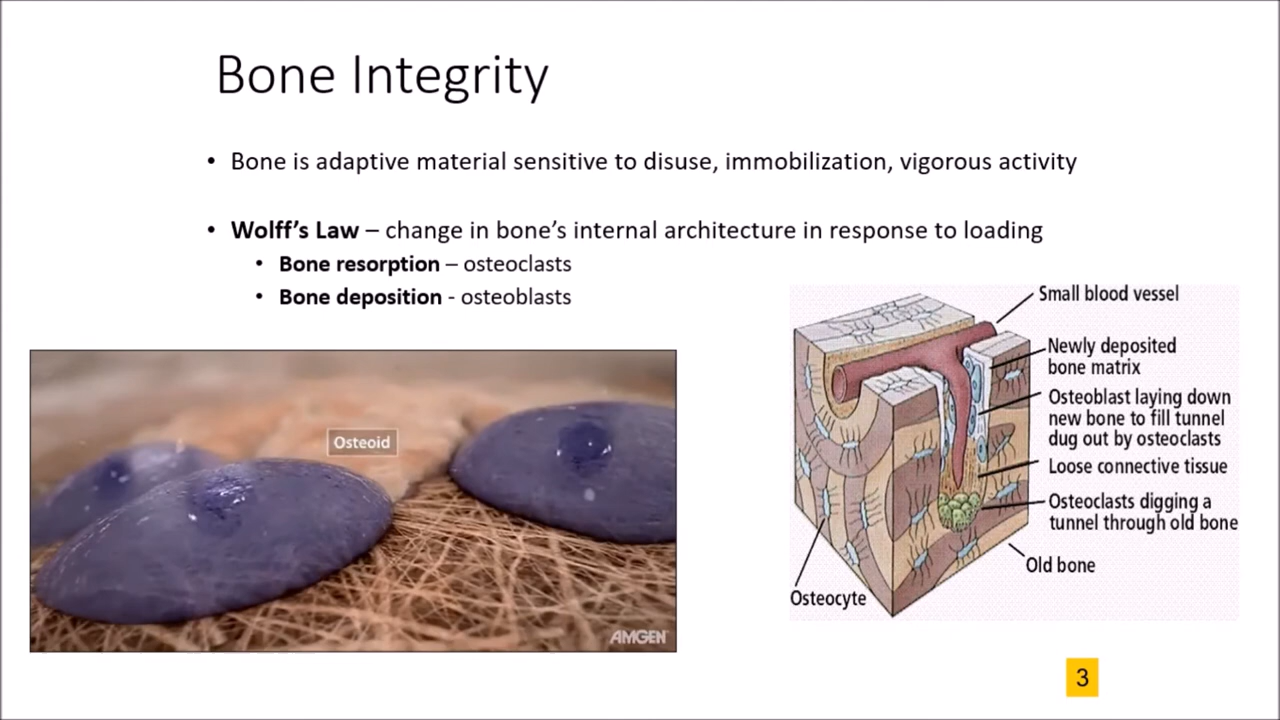 Bone Integrity
• Bone is adaptive material sensitive to disuse, immobilization, vigorous activity
• Wolff’s Law – change in bone’s internal architecture in response to loading
• Bone resorption – osteoclasts
• Bone deposition - osteoblasts
Osteoid
AMGEN
Small blood vessel
Newly deposited
bone matrix
Osteoblast laying down
new bone to fill tunnel
dug out by osteoclasts
Loose connective tissue
Osteoclasts digging a
tunnel through old bone
Old bone
Osteocyte
3